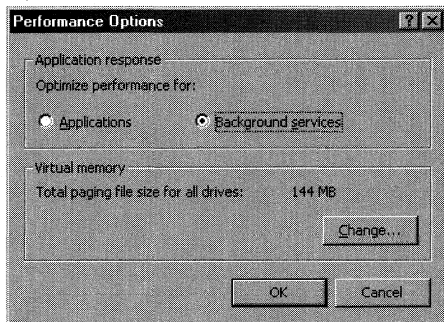 Performance Options
Application response
Optimize performance for:
Applications
Background services
Virtual memory
Total paging file size for all drives: 144 MB
Change...
OK Cancel